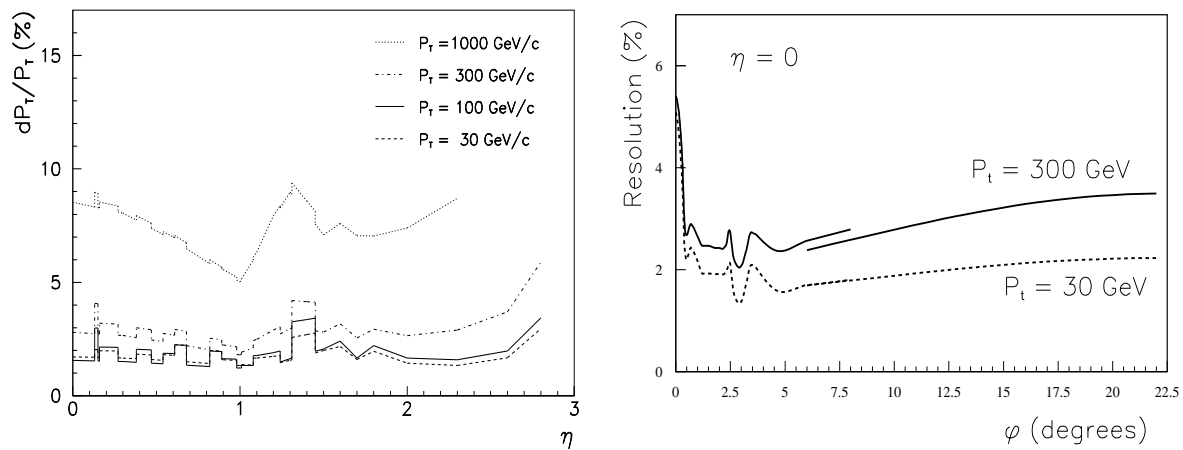 dP_T/P_T (%)
15
10
5
0
0 1 2 3
η
P_T =1000 GeV/c
P_T = 300 GeV/c
P_T = 100 GeV/c
P_T = 30 GeV/c
Resolution (%)
6
4
2
0
0 2.5 5 7.5 10 12.5 15 17.5 20 22.5
φ (degrees)
η = 0
P_t = 300 GeV
P_t = 30 GeV